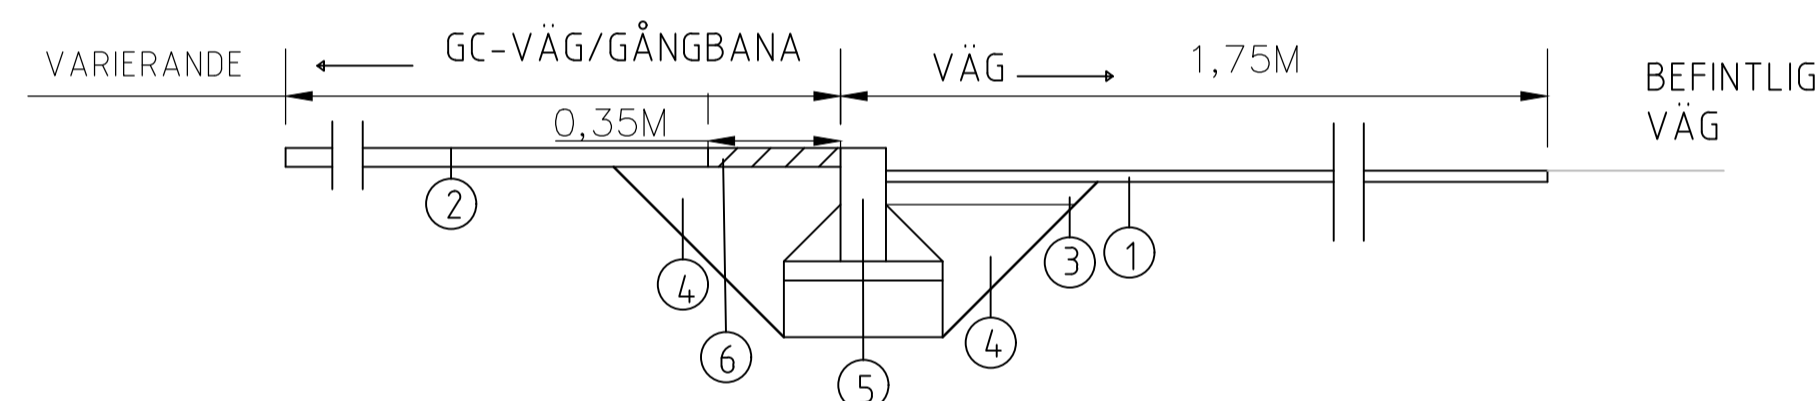 VARIERANDE
GC-VÄG/GÅNGBANA
VÄG
1,75M
BEFINTLIG
VÄG
0,35M
2
4
6
5
4
3
1